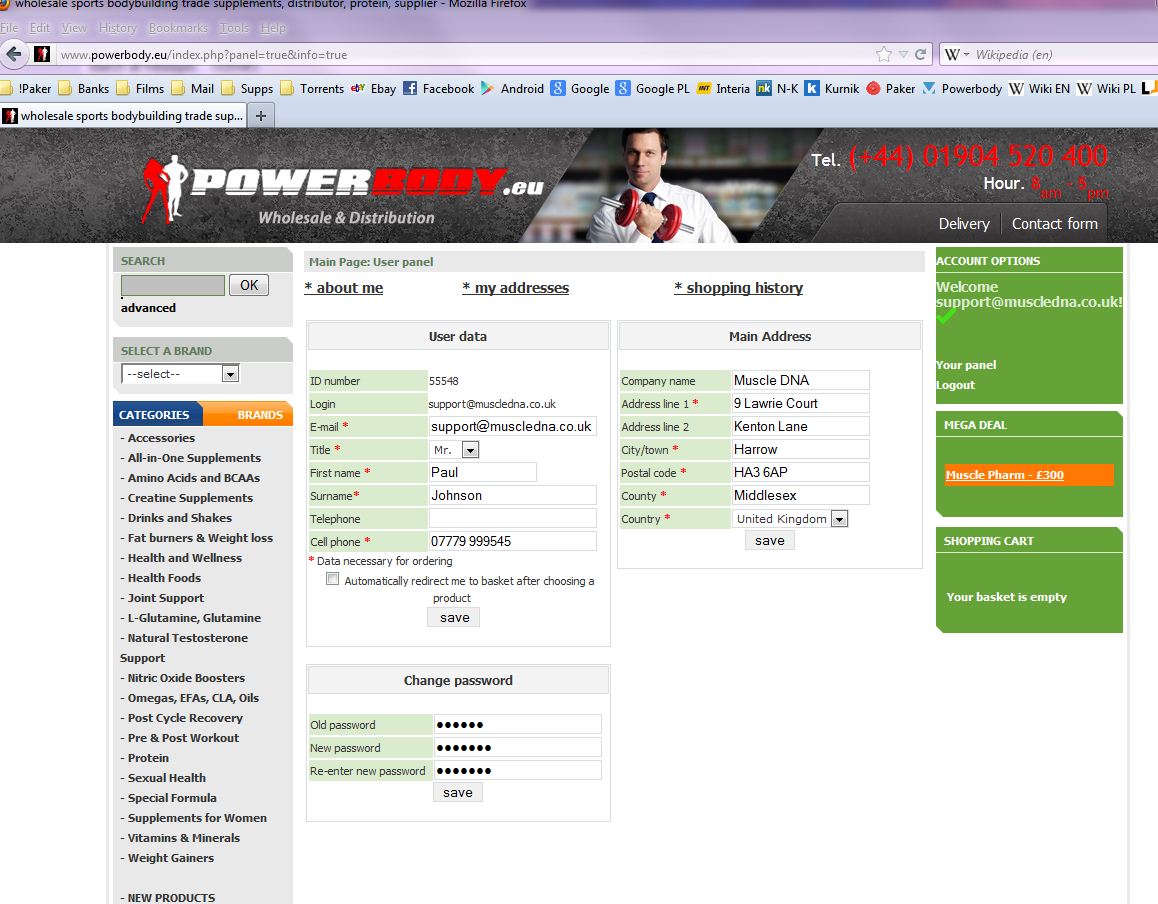 wholesale sports bodybuilding trade supplements, distributor, protein, supplier - Mozilla Firefox
File Edit View History Bookmarks Tools Help
www.powerbody.eu/index.php?panel=true&info=true
W Wikipedia (en)
!Paker Banks Films Mail Supps Torrents Ebay Facebook Android Google Google PL Interia N-K Kurnik Paker Powerbody Wiki EN Wiki PL
wholesale sports bodybuilding trade sup... +
POWERBODY.eu
Wholesale & Distribution
Tel. (+44) 01904 520 400
Hour. 8am - 5pm
Delivery Contact form
SEARCH
OK
advanced
SELECT A BRAND
--select--
CATEGORIES BRANDS
- Accessories
- All-in-One Supplements
- Amino Acids and BCAAs
- Creatine Supplements
- Drinks and Shakes
- Fat burners & Weight loss
- Health and Wellness
- Health Foods
- Joint Support
- L-Glutamine, Glutamine
- Natural Testosterone
Support
- Nitric Oxide Boosters
- Omegas, EFAs, CLA, Oils
- Post Cycle Recovery
- Pre & Post Workout
- Protein
- Sexual Health
- Special Formula
- Supplements for Women
- Vitamins & Minerals
- Weight Gainers
- NEW PRODUCTS
Main Page: User panel
* about me * my addresses * shopping history
User data
ID number 55548
Login support@muscledna.co.uk
E-mail * support@muscledna.co.uk
Title * Mr.
First name * Paul
Surname* Johnson
Telephone
Cell phone * 07779 999545
* Data necessary for ordering
Automatically redirect me to basket after choosing a
product
save
Main Address
Company name Muscle DNA
Address line 1 * 9 Lawrie Court
Address line 2 Kenton Lane
City/town * Harrow
Postal code * HA3 6AP
County * Middlesex
Country * United Kingdom
save
Change password
Old password ●●●●●●
New password ●●●●●●●
Re-enter new password ●●●●●●●
save
ACCOUNT OPTIONS
Welcome
support@muscledna.co.uk!
Your panel
Logout
MEGA DEAL
Muscle Pharm - £300
SHOPPING CART
Your basket is empty